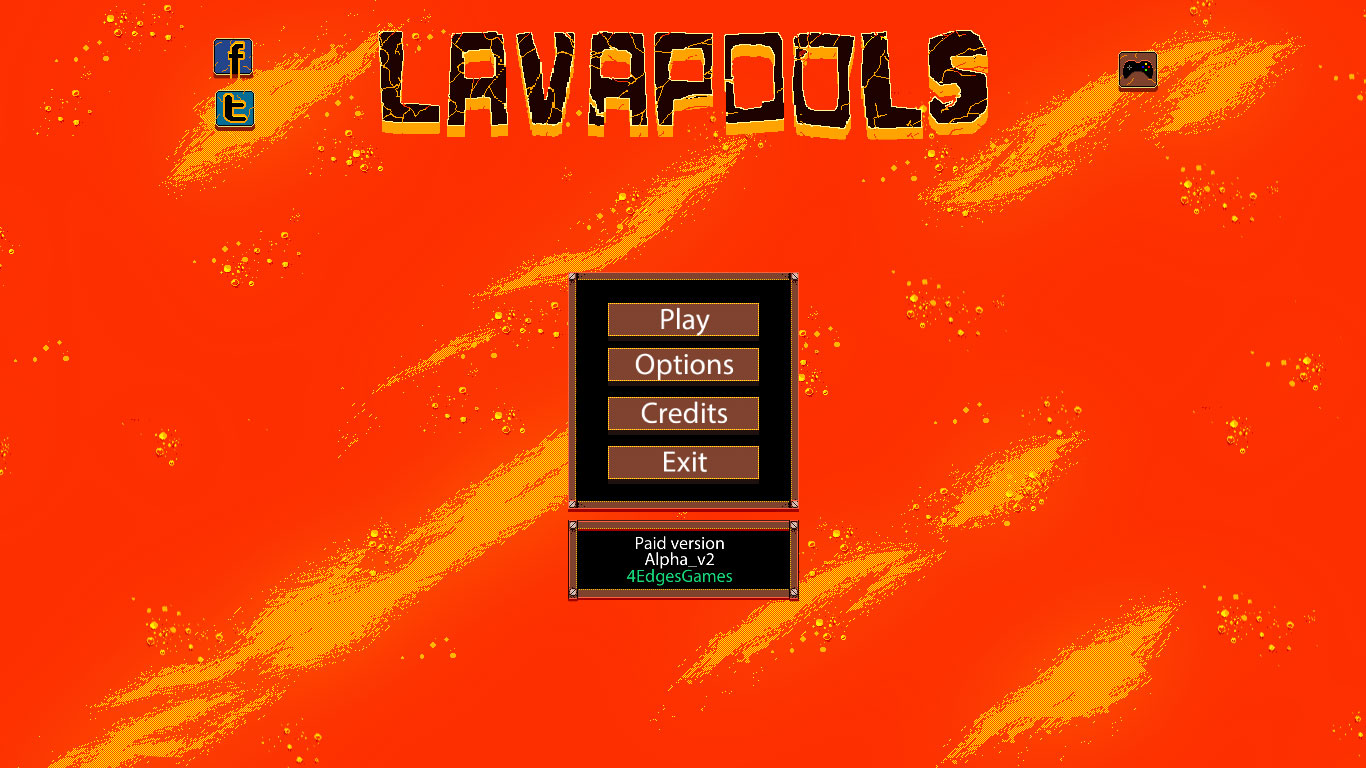 LAVAPOOLS
Play
Options
Credits
Exit
Paid version
Alpha_v2
4EdgesGames